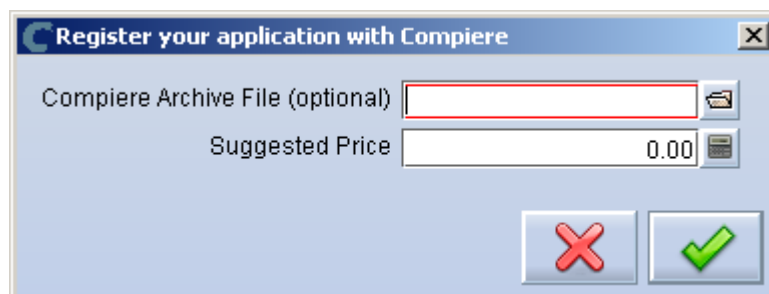 Register your application with Compiere
Compiere Archive File (optional)
Suggested Price 0.00